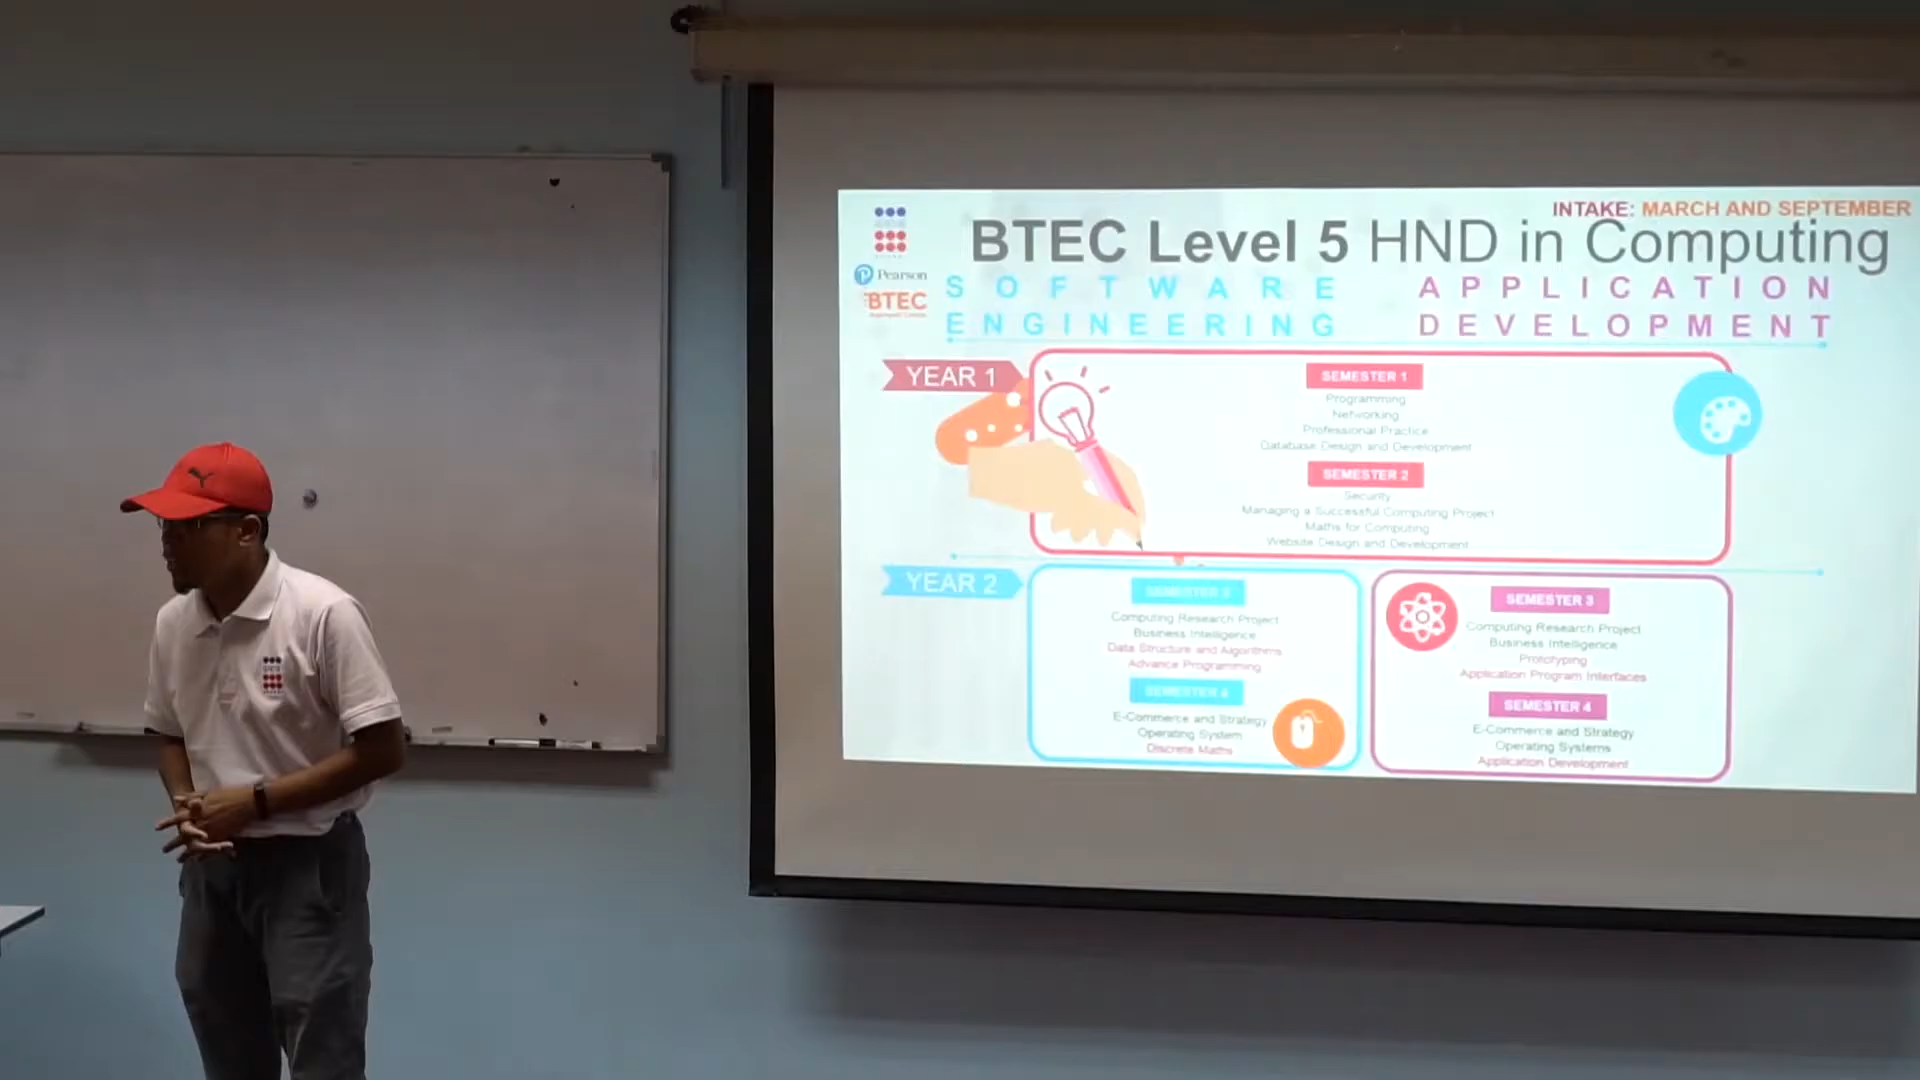 INTAKE: MARCH AND SEPTEMBER
BTEC Level 5 HND in Computing
Pearson
BTEC
SOFTWARE
ENGINEERING
APPLICATION
DEVELOPMENT
YEAR 1
SEMESTER 1
Programming
Networking
Professional Practice
Database Design and Development
SEMESTER 2
Security
Managing a Successful Computing Project
Maths for Computing
Website Design and Development
YEAR 2
SEMESTER 3
Computing Research Project
Business Intelligence
Data Structure and Algorithms
Advance Programming
SEMESTER 4
E-Commerce and Strategy
Operating System
Discrete Maths
SEMESTER 3
Computing Research Project
Business Intelligence
Prototyping
Application Program Interfaces
SEMESTER 4
E-Commerce and Strategy
Operating Systems
Application Development